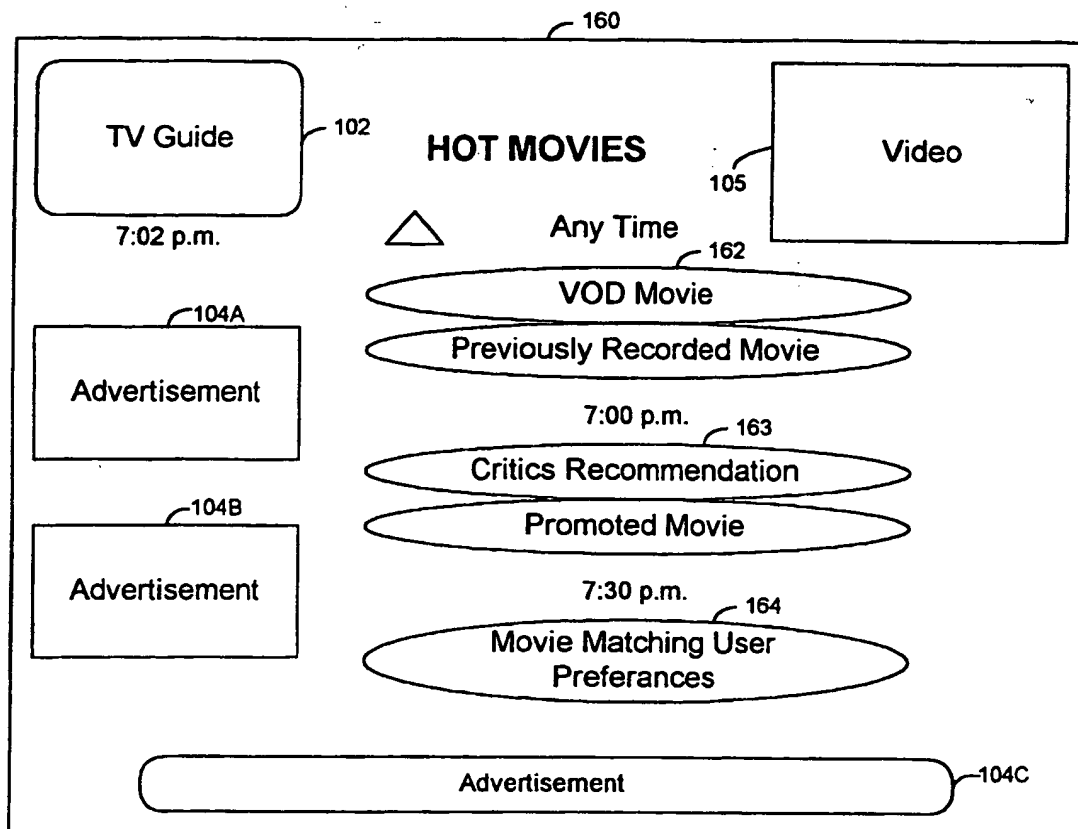 160
TV Guide
102
HOT MOVIES
105
Video
7:02 p.m.
Any Time
162
VOD Movie
104A
Previously Recorded Movie
Advertisement
7:00 p.m.
163
Critics Recommendation
104B
Promoted Movie
Advertisement
7:30 p.m.
164
Movie Matching User
Preferances
Advertisement
104C